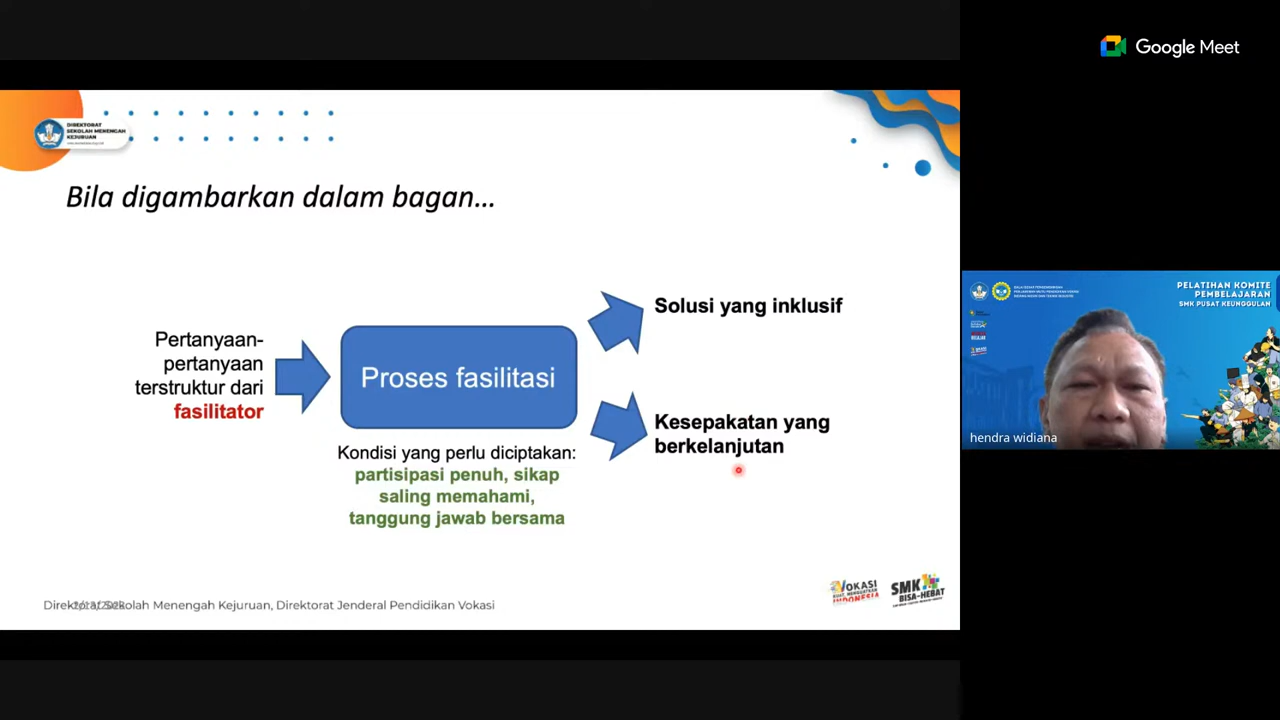 Google Meet
DIREKTORAT
SEKOLAH MENENGAH
KEJURUAN
Bila digambarkan dalam bagan...
Pertanyaan-
pertanyaan
terstruktur dari
fasilitator
Proses fasilitasi
Kondisi yang perlu diciptakan:
partisipasi penuh, sikap
saling memahami,
tanggung jawab bersama
Solusi yang inklusif
Kesepakatan yang
berkelanjutan
PELATIHAN KOMITE
PEMBELAJARAN
SMK PUSAT KEUNGGULAN
hendra widiana
Direktorat Sekolah Menengah Kejuruan, Direktorat Jenderal Pendidikan Vokasi
VOKASI
INDONESIA
SMK
BISA-HEBAT